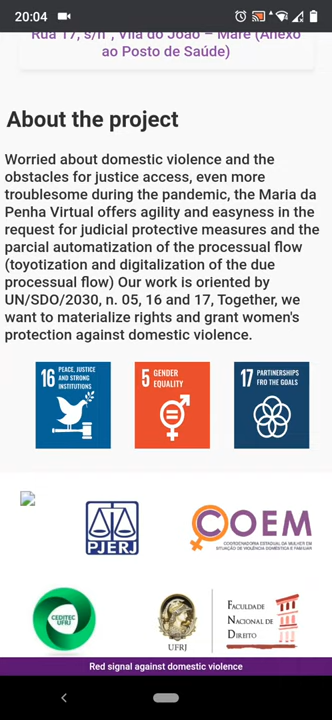 20:04
Rua 17, s/nº, Vila do João – Maré (Anexo
ao Posto de Saúde)
About the project
Worried about domestic violence and the
obstacles for justice access, even more
troublesome during the pandemic, the Maria da
Penha Virtual offers agility and easyness in the
request for judicial protective measures and the
parcial automatization of the processual flow
(toyotization and digitalization of the due
processual flow) Our work is oriented by
UN/SDO/2030, n. 05, 16 and 17, Together, we
want to materialize rights and grant women's
protection against domestic violence.
16 PEACE, JUSTICE
AND STRONG
INSTITUTIONS
5 GENDER
EQUALITY
17 PARTNERSHIPS
FRO THE GOALS
PJERJ
COEM
COORDENADORIA ESTADUAL DA MULHER EM
SITUAÇÃO DE VIOLÊNCIA DOMÉSTICA E FAMILIAR
CEDITEC
UFRJ
UFRJ
FACULDADE
NACIONAL DE
DIREITO
Red signal against domestic violence